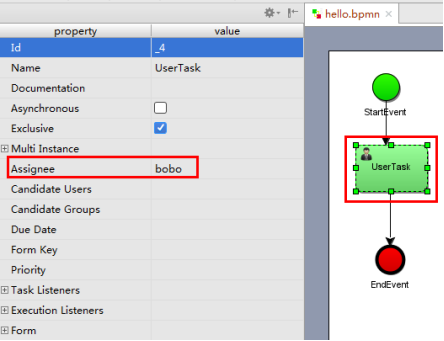 property value
Id _4
Name UserTask
Documentation
Asynchronous
Exclusive
Multi Instance
Assignee bobo
Candidate Users
Candidate Groups
Due Date
Form Key
Priority
Task Listeners
Execution Listeners
Form
hello.bpmn
StartEvent
UserTask
EndEvent